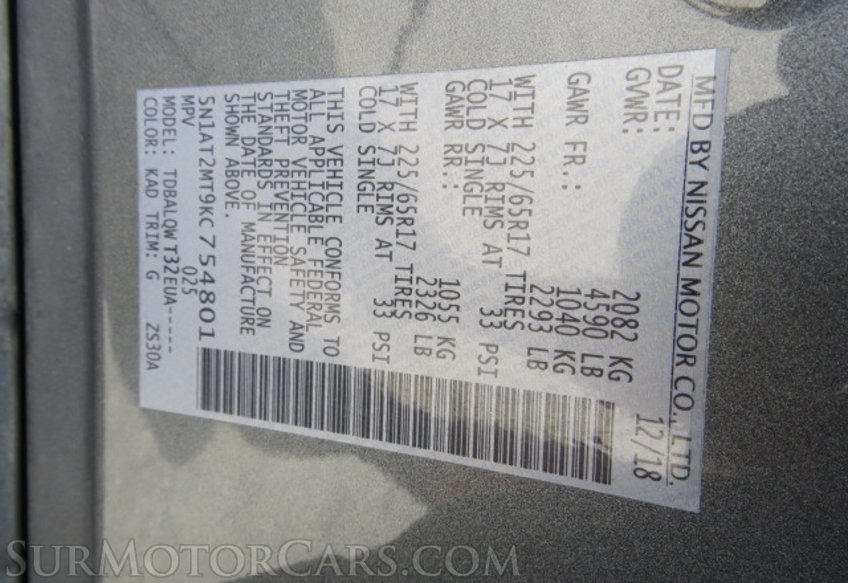 MFD BY NISSAN MOTOR CO., LTD.
DATE: 12/18
GVWR: 2082 KG
4590 LB
GAWR FR.: 1040 KG
2293 LB
WITH 225/65R17 TIRES
17 X 7J RIMS AT 33 PSI
COLD SINGLE
GAWR RR.: 1055 KG
2326 LB
WITH 225/65R17 TIRES
17 X 7J RIMS AT 33 PSI
COLD SINGLE
THIS VEHICLE CONFORMS TO
ALL APPLICABLE FEDERAL
MOTOR VEHICLE SAFETY AND
THEFT PREVENTION
STANDARDS IN EFFECT ON
THE DATE OF MANUFACTURE
SHOWN ABOVE.
5N1AT2MT9KC754801
MPV 025
MODEL: TDBALQWT32EUA-----
COLOR: KAD TRIM: G ZS30A
SurMotorCars.com